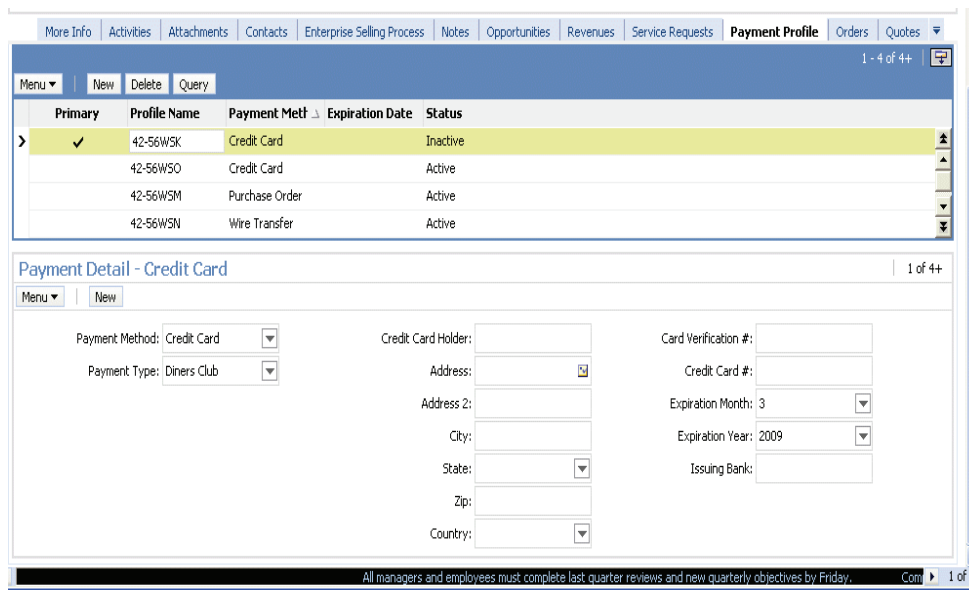 More Info Activities Attachments Contacts Enterprise Selling Process Notes Opportunities Revenues Service Requests Payment Profile Orders Quotes
1 - 4 of 4+
Menu New Delete Query
Primary Profile Name Payment Meth Expiration Date Status
42-56WSK Credit Card Inactive
42-56WSO Credit Card Active
42-56WSM Purchase Order Active
42-56WSN Wire Transfer Active
Payment Detail - Credit Card 1 of 4+
Menu New
Payment Method: Credit Card Credit Card Holder: Card Verification #:
Payment Type: Diners Club Address: Credit Card #:
Address 2: Expiration Month: 3
City: Expiration Year: 2009
State: Issuing Bank:
Zip:
Country:
All managers and employees must complete last quarter reviews and new quarterly objectives by Friday. Com 1 of